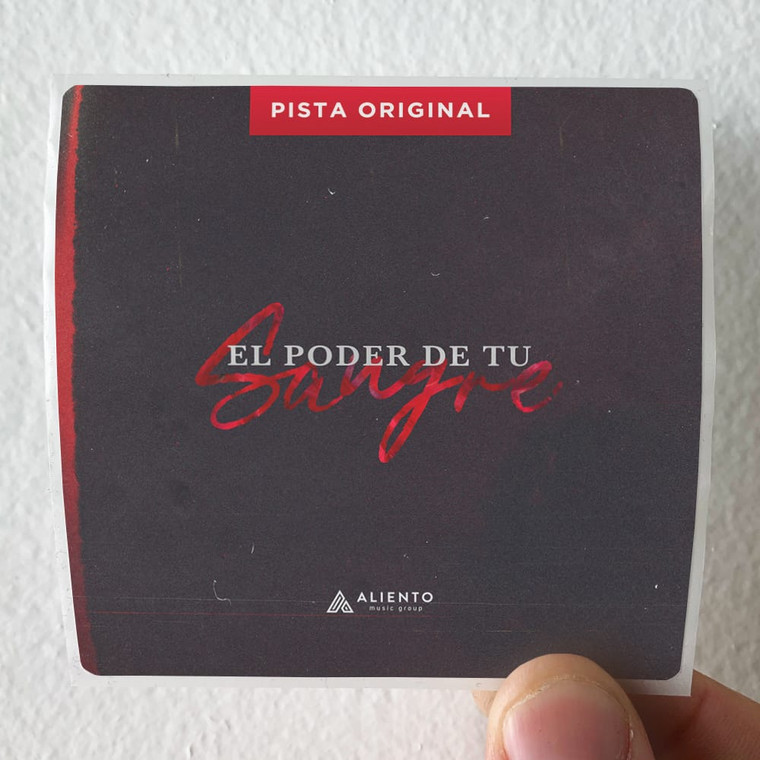 PISTA ORIGINAL
EL PODER DE TU
Sangre
ALIENTO
music group